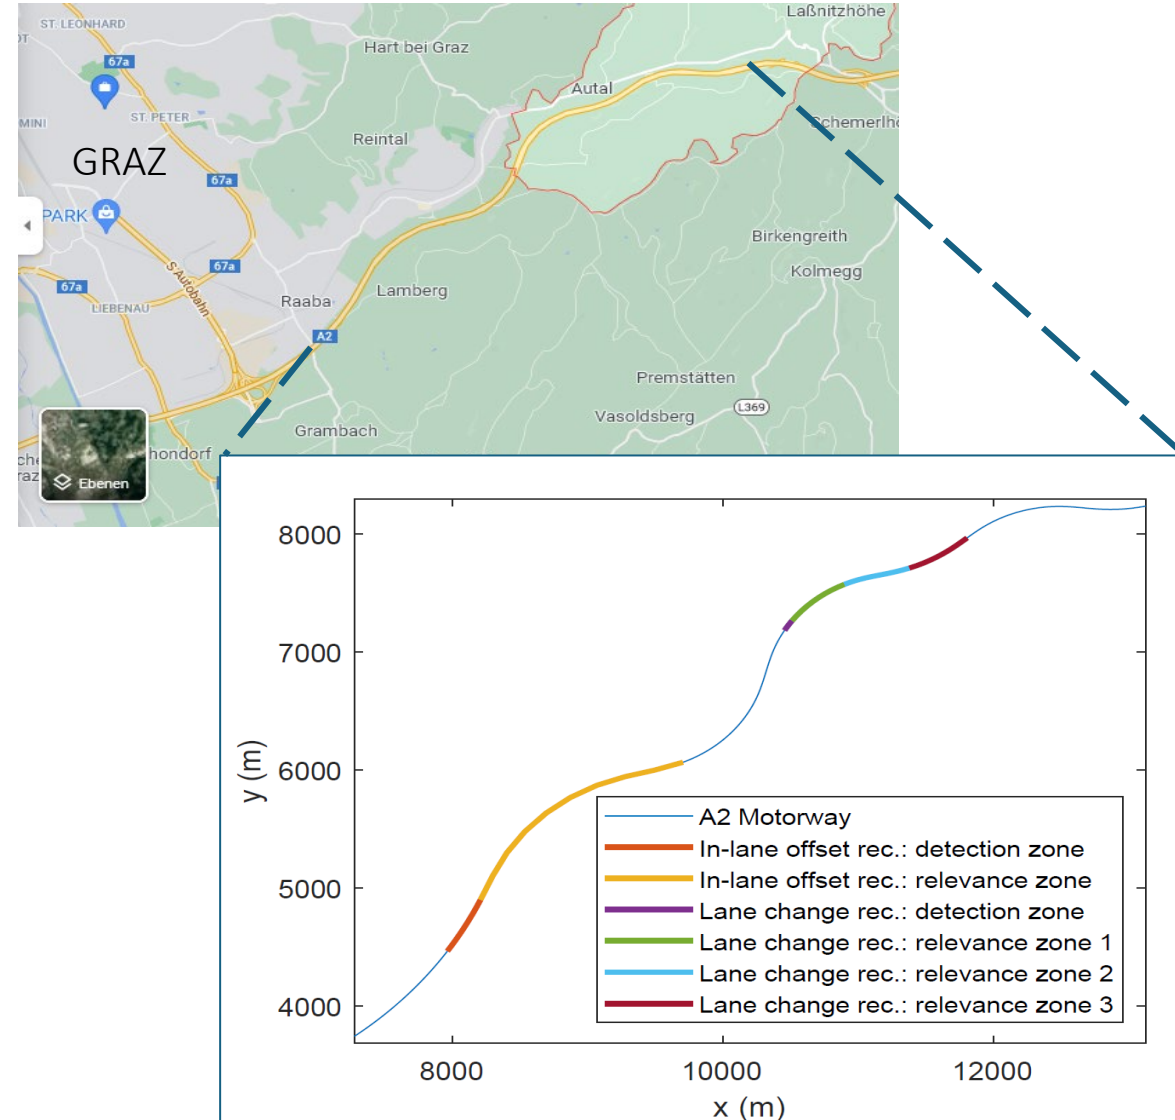 ST. LEONHARD
Laßnitzhöhe
67a
Hart bei Graz
Autal
ST. PETER
MINI
Reintal
GRAZ
67a
PARK
Birkengreith
S Autobahn
67a
Kolmegg
67a
LIEBENAU
Raaba
Lamberg
A2
Premstätten
L369
Vasoldsberg
Grambach
hondorf
Ebenen
8000
7000
6000
5000
4000
y (m)
A2 Motorway
In-lane offset rec.: detection zone
In-lane offset rec.: relevance zone
Lane change rec.: detection zone
Lane change rec.: relevance zone 1
Lane change rec.: relevance zone 2
Lane change rec.: relevance zone 3
8000 10000 12000
x (m)